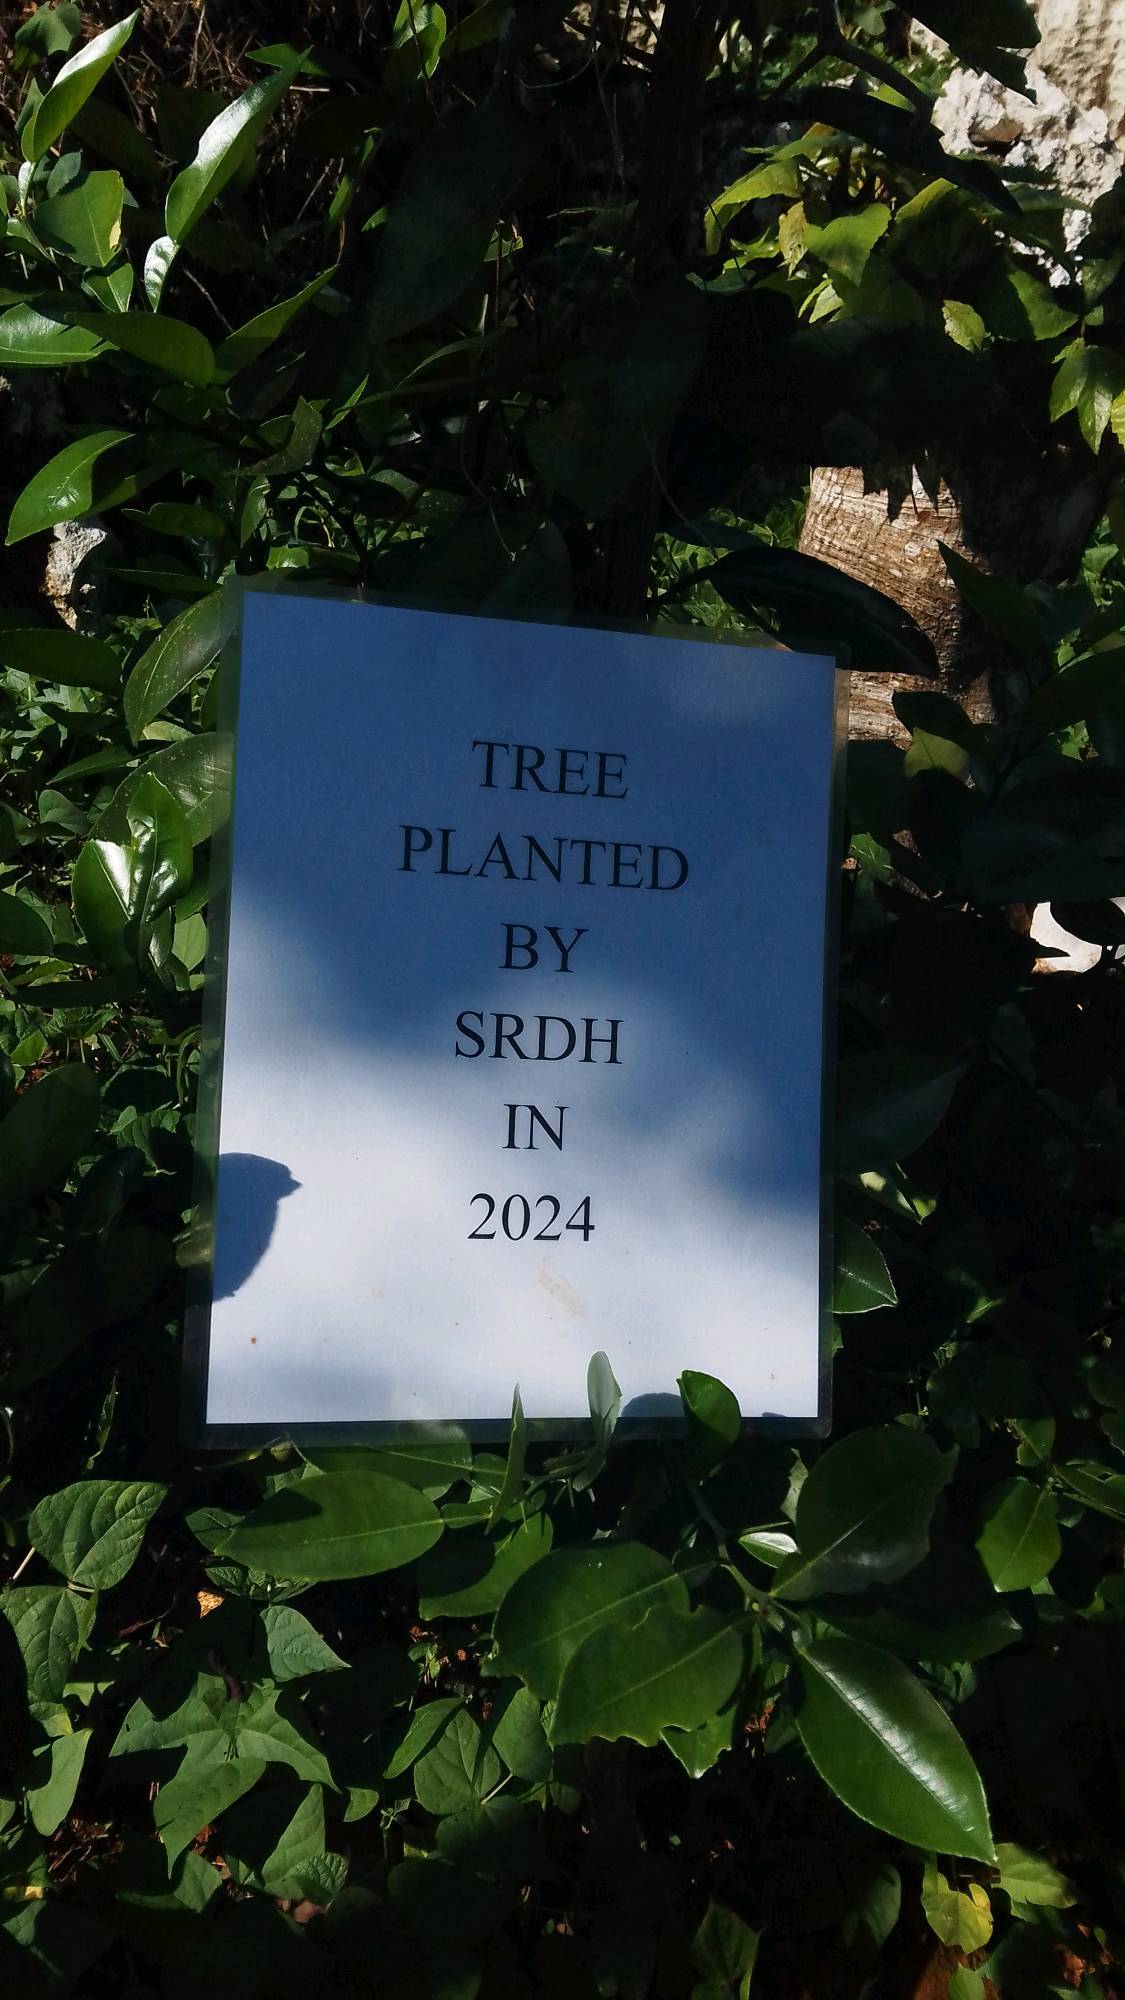 TREE
PLANTED
BY
SRDH
IN
2024